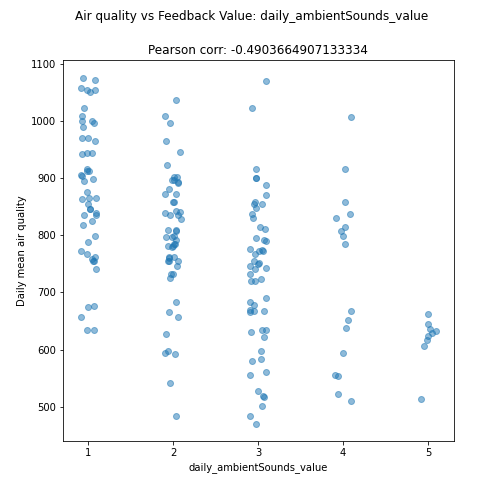 Air quality vs Feedback Value: daily_ambientSounds_value
Pearson corr: -0.4903664907133334
1100
1000
900
800
700
600
500
Daily mean air quality
1 2 3 4 5
daily_ambientSounds_value